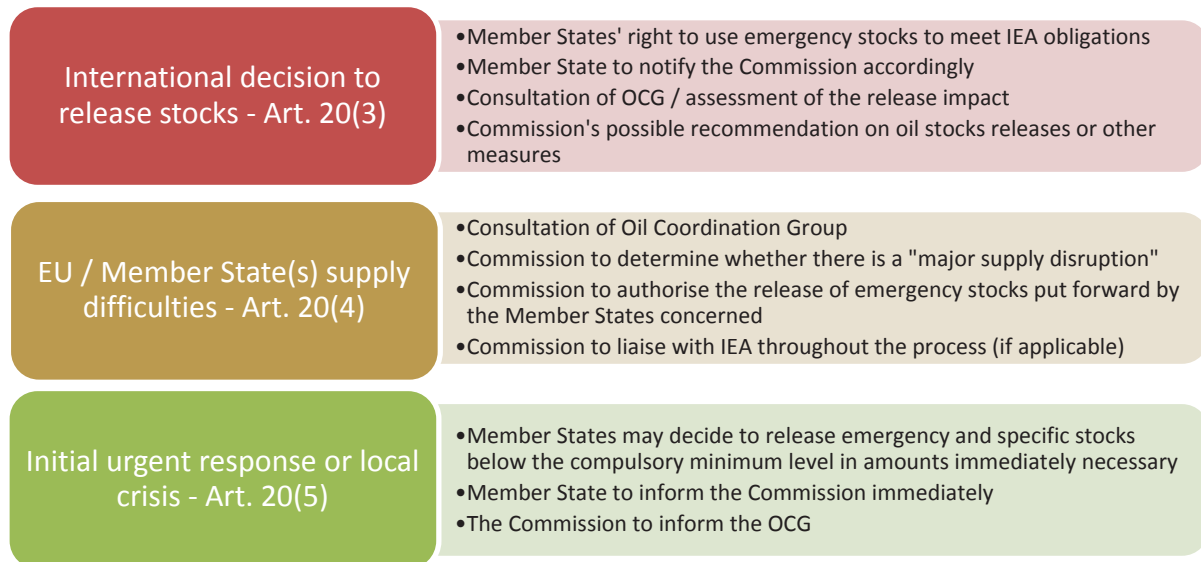 International decision to
release stocks - Art. 20(3)
•Member States' right to use emergency stocks to meet IEA obligations
•Member State to notify the Commission accordingly
•Consultation of OCG / assessment of the release impact
•Commission's possible recommendation on oil stocks releases or other
measures
EU / Member State(s) supply
difficulties - Art. 20(4)
•Consultation of Oil Coordination Group
•Commission to determine whether there is a "major supply disruption"
•Commission to authorise the release of emergency stocks put forward by
the Member States concerned
•Commission to liaise with IEA throughout the process (if applicable)
Initial urgent response or local
crisis - Art. 20(5)
•Member States may decide to release emergency and specific stocks
below the compulsory minimum level in amounts immediately necessary
•Member State to inform the Commission immediately
•The Commission to inform the OCG